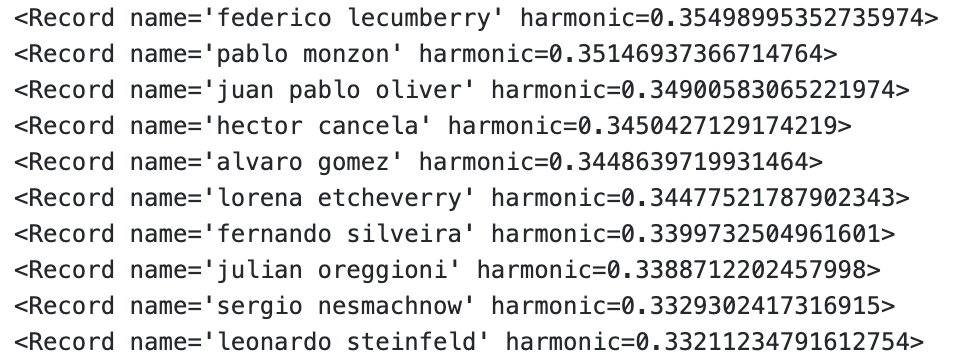 <Record name='federico lecumberry' harmonic=0.35498995352735974>
<Record name='pablo monzon' harmonic=0.35146937366714764>
<Record name='juan pablo oliver' harmonic=0.34900583065221974>
<Record name='hector cancela' harmonic=0.3450427129174219>
<Record name='alvaro gomez' harmonic=0.3448639719931464>
<Record name='lorena etcheverry' harmonic=0.34477521787902343>
<Record name='fernando silveira' harmonic=0.3399732504961601>
<Record name='julian oreggioni' harmonic=0.3388712202457998>
<Record name='sergio nesmachnow' harmonic=0.3329302417316915>
<Record name='leonardo steinfeld' harmonic=0.33211234791612754>